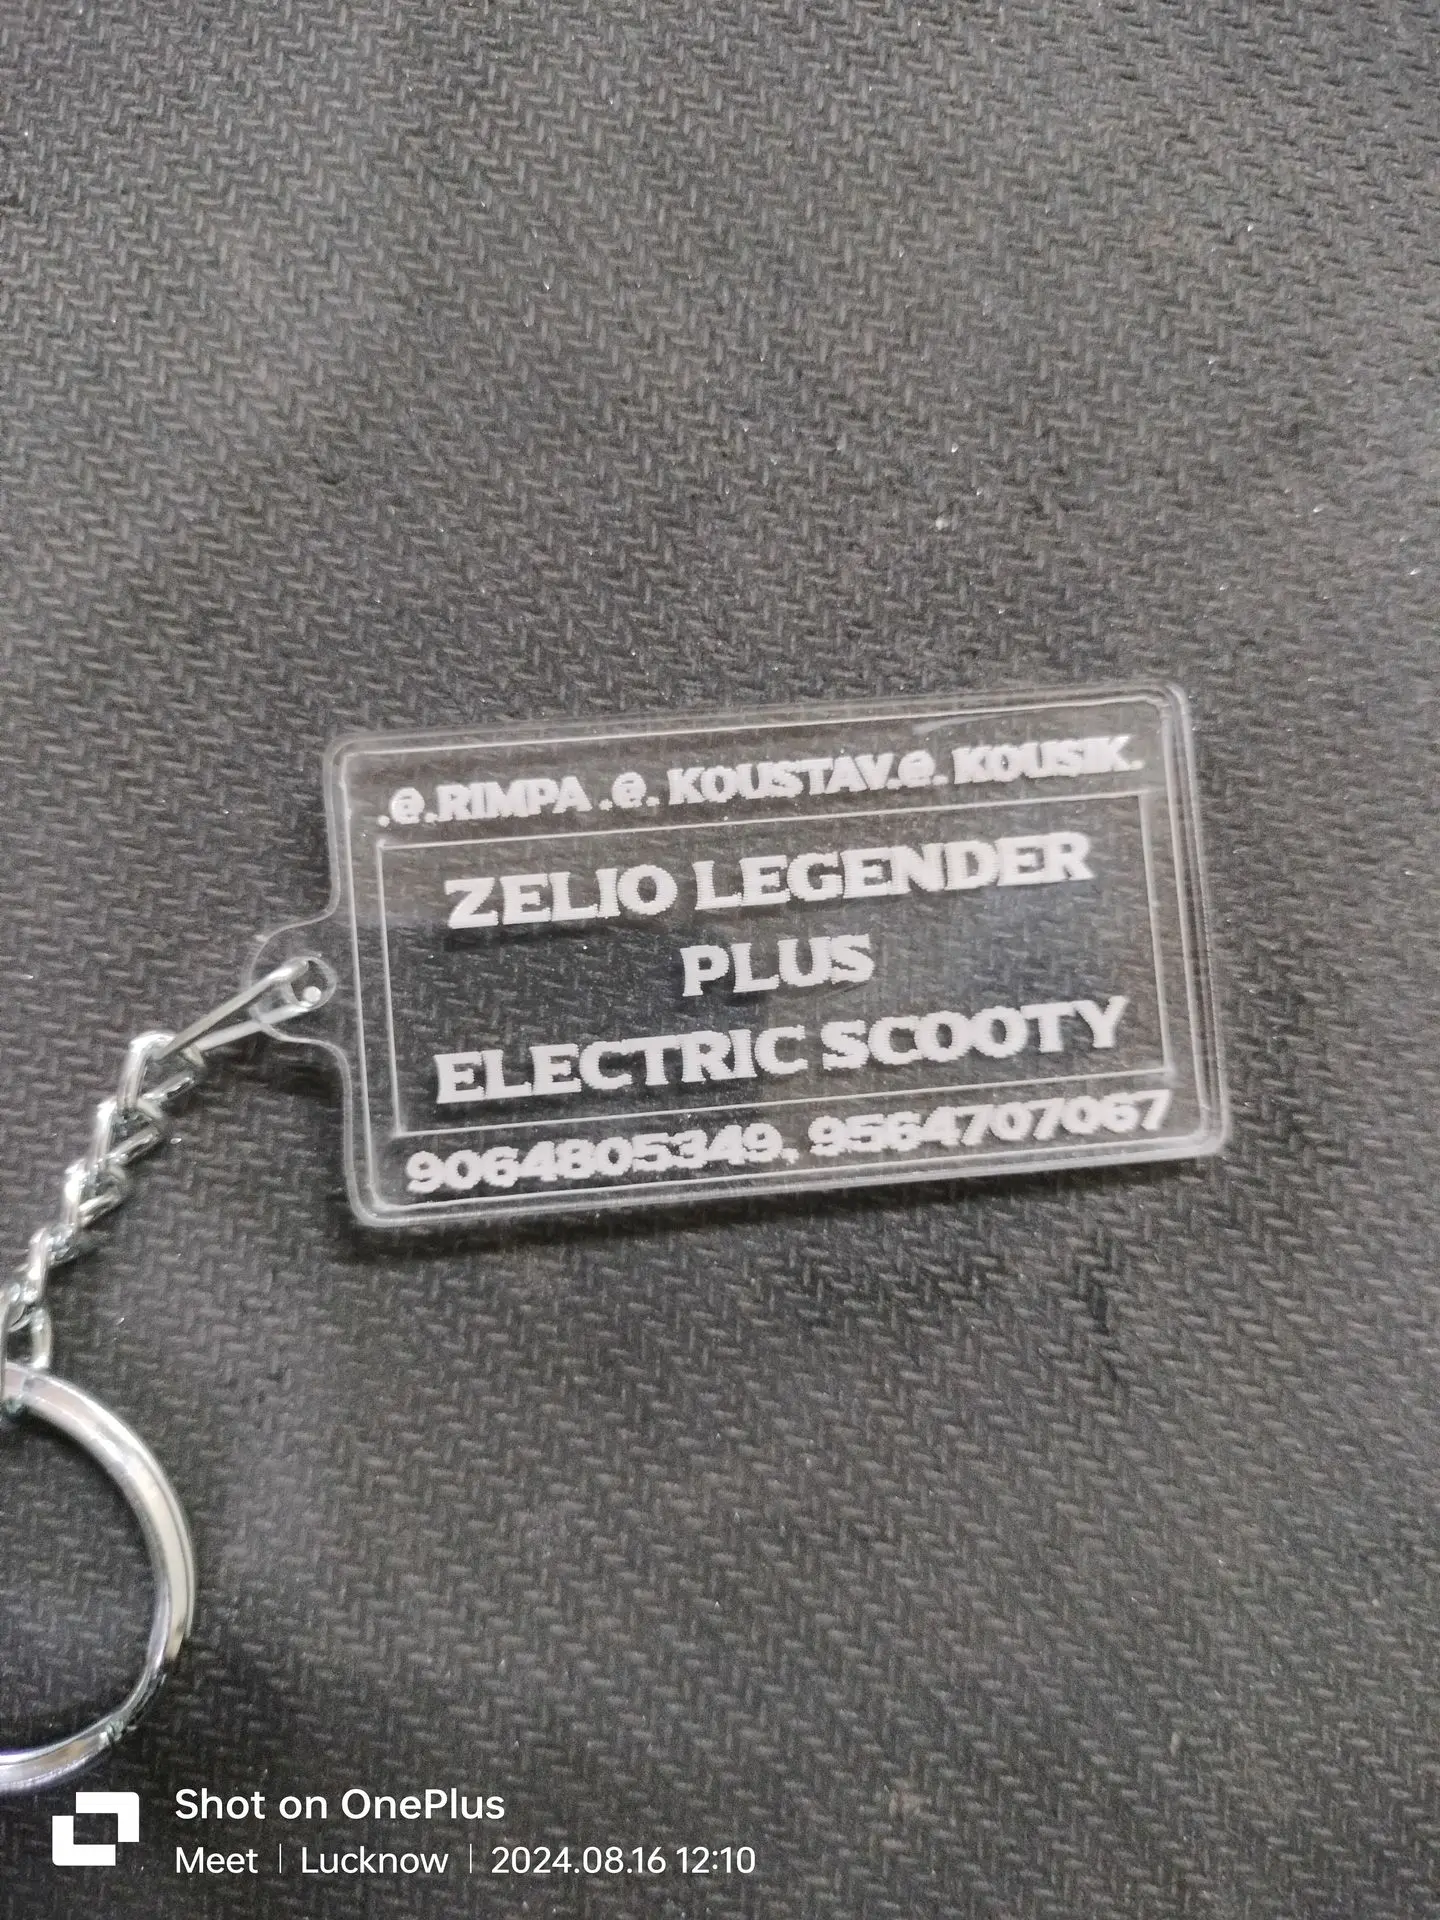 .@.RIMPA.@. KOUSTAV.@. KOUSIK.
ZELIO LEGENDER
PLUS
ELECTRIC SCOOTY
9064805349, 9564707067
Shot on OnePlus
Meet | Lucknow | 2024.08.16 12:10